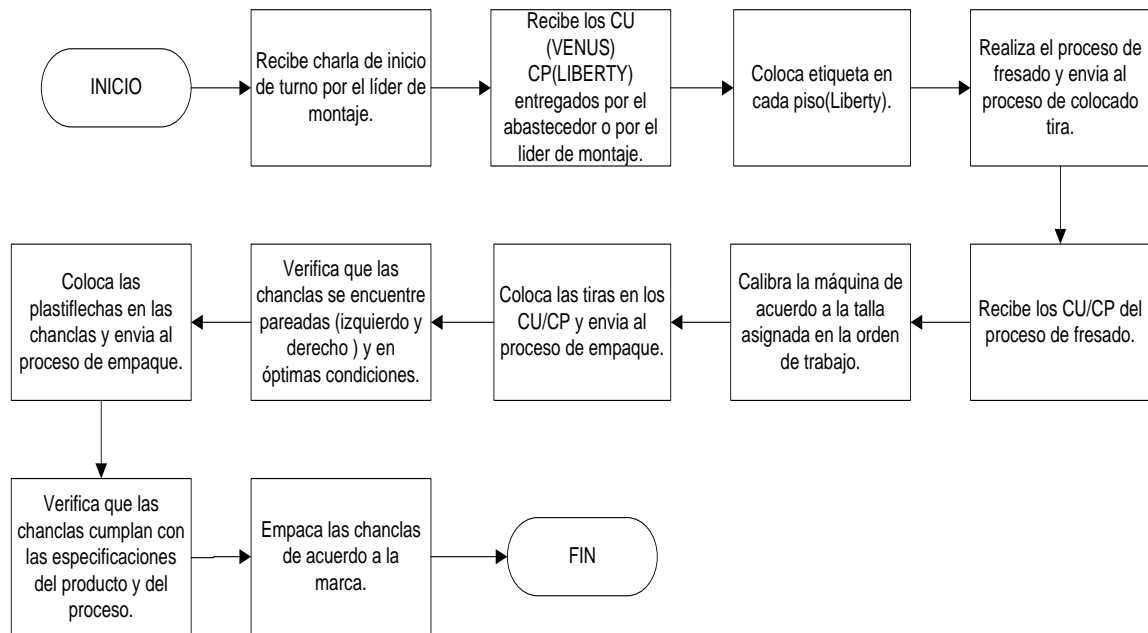 INICIO
Recibe charla de inicio
de turno por el líder de
montaje.
Recibe los CU
(VENUS)
CP(LIBERTY)
entregados por el
abastecedor o por el
lider de montaje.
Coloca etiqueta en
cada piso(Liberty).
Realiza el proceso de
fresado y envia al
proceso de colocado
tira.
Recibe los CU/CP del
proceso de fresado.
Calibra la máquina de
acuerdo a la talla
asignada en la orden
de trabajo.
Coloca las tiras en los
CU/CP y envia al
proceso de empaque.
Verifica que las
chanclas se encuentre
pareadas (izquierdo y
derecho ) y en
óptimas condiciones.
Coloca las
plastiflechas en las
chanclas y envia al
proceso de empaque.
Verifica que las
chanclas cumplan con
las especificaciones
del producto y del
proceso.
Empaca las chanclas
de acuerdo a la
marca.
FIN